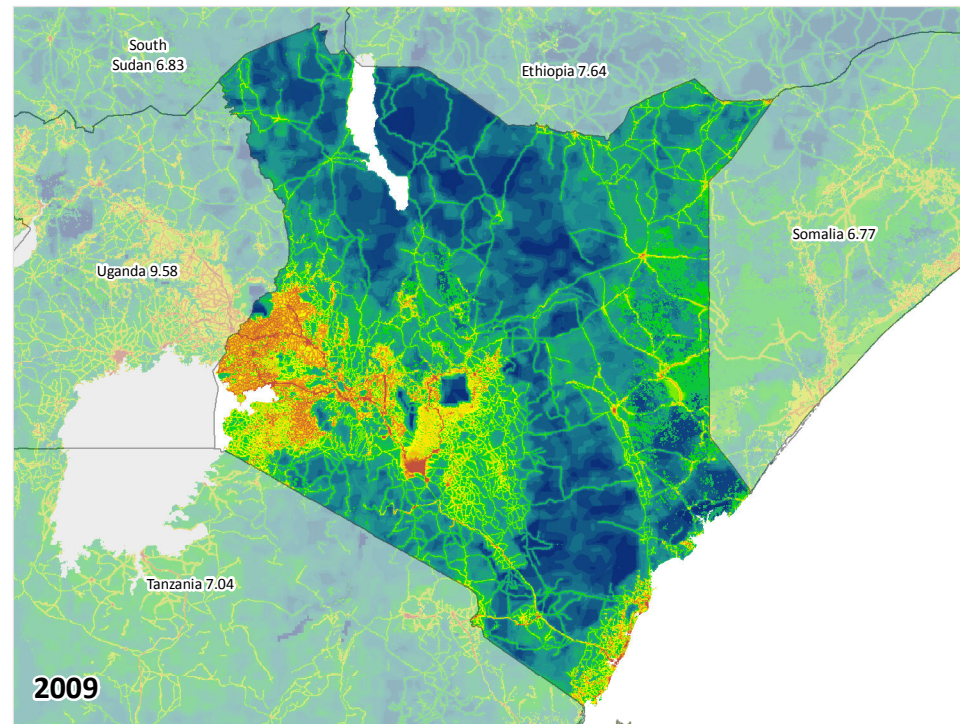 South
Sudan 6.83
Ethiopia 7.64
Somalia 6.77
Uganda 9.58
Tanzania 7.04
2009